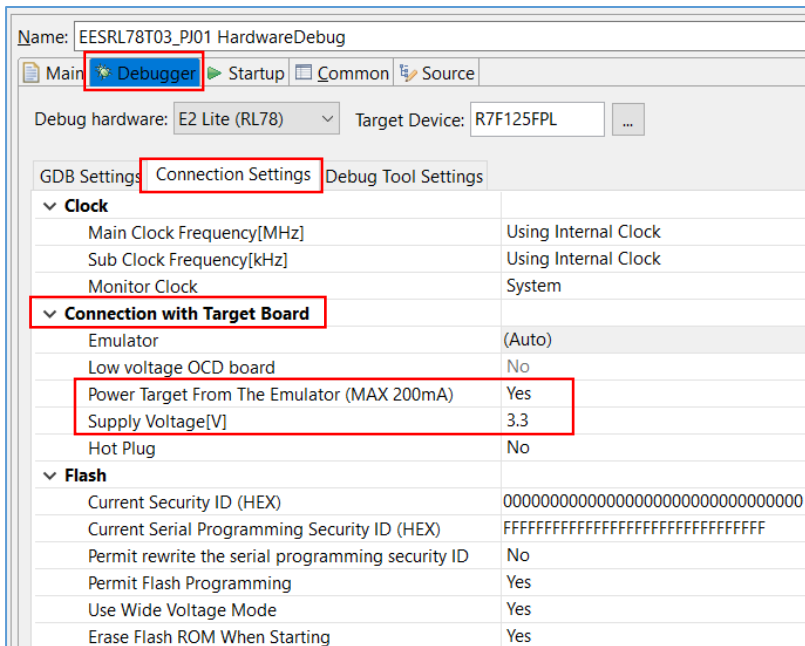 Name: EESRL78T03_PJ01 HardwareDebug
Main Debugger Startup Common Source
Debug hardware: E2 Lite (RL78) Target Device: R7F125FPL ...
GDB Settings Connection Settings Debug Tool Settings
Clock
Main Clock Frequency[MHz] Using Internal Clock
Sub Clock Frequency[kHz] Using Internal Clock
Monitor Clock System
Connection with Target Board
Emulator (Auto)
Low voltage OCD board No
Power Target From The Emulator (MAX 200mA) Yes
Supply Voltage[V] 3.3
Hot Plug No
Flash
Current Security ID (HEX) 00000000000000000000000000000000
Current Serial Programming Security ID (HEX) FFFFFFFFFFFFFFFFFFFFFFFFFFFFFFFF
Permit rewrite the serial programming security ID No
Permit Flash Programming Yes
Use Wide Voltage Mode Yes
Erase Flash ROM When Starting Yes